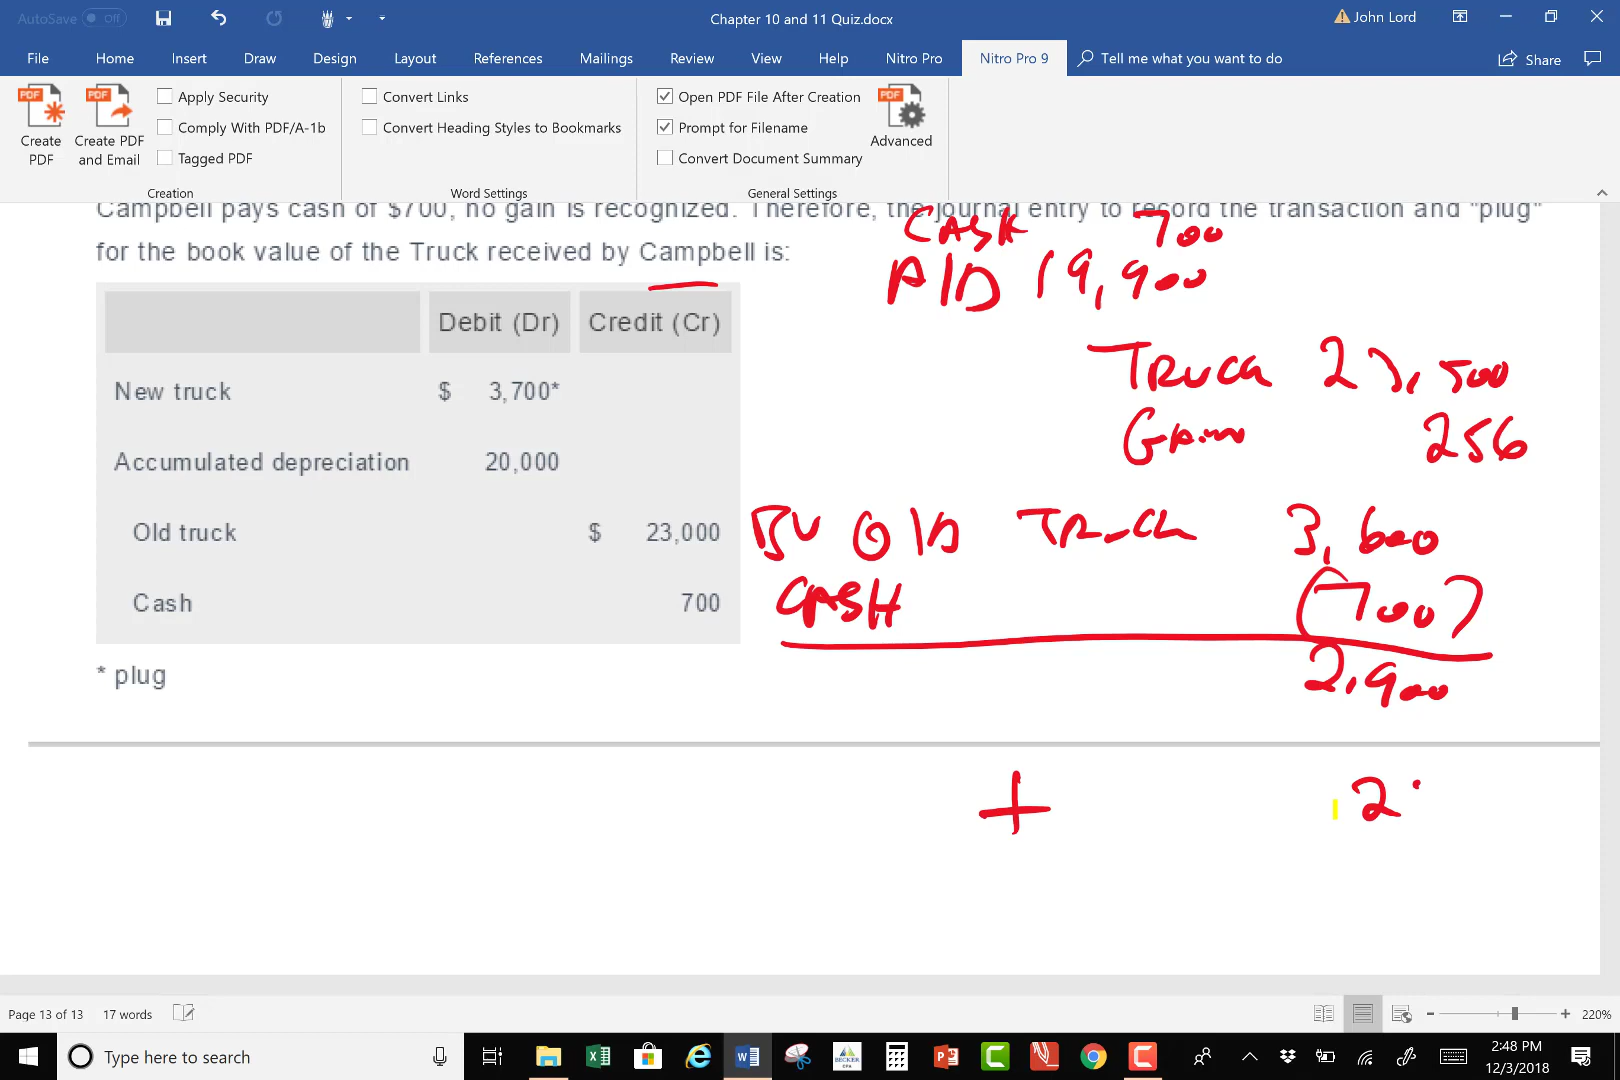 AutoSave Off
Chapter 10 and 11 Quiz.docx
John Lord
File Home Insert Draw Design Layout References Mailings Review View Help Nitro Pro Nitro Pro 9 Tell me what you want to do Share
Create PDF
Create PDF and Email
Apply Security
Comply With PDF/A-1b
Tagged PDF
Creation
Convert Links
Convert Heading Styles to Bookmarks
Word Settings
Open PDF File After Creation
Prompt for Filename
Convert Document Summary
General Settings
Advanced
Campbell pays cash of $700, no gain is recognized. Therefore, the journal entry to record the transaction and "plug"
for the book value of the Truck received by Campbell is:
CASH 700
A/D 19,900
Debit (Dr) Credit (Cr)
TRUCK 23,500
New truck $ 3,700*
Gain 256
Accumulated depreciation 20,000
Old truck $ 23,000
BV Old TRUCK 3,600
Cash 700
CASH (700)
2,900
* plug
+ 2
Page 13 of 13 17 words
220%
Type here to search
BECKER
2:48 PM
12/3/2018